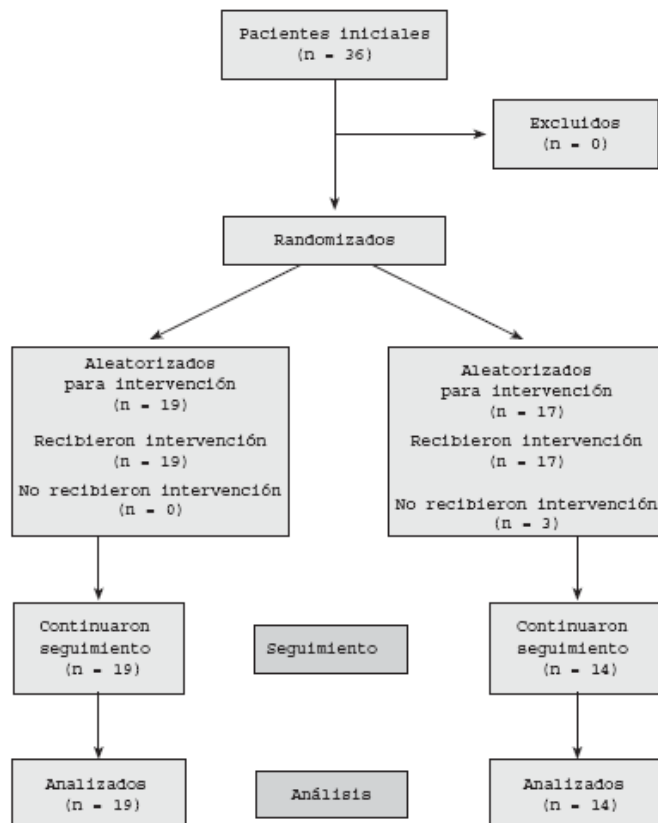 Pacientes iniciales
(n = 36)
Excluidos
(n = 0)
Randomizados
Aleatorizados
para intervención
(n = 19)
Recibieron intervención
(n = 19)
No recibieron intervención
(n = 0)
Aleatorizados
para intervención
(n = 17)
Recibieron intervención
(n = 17)
No recibieron intervención
(n = 3)
Continuaron
seguimiento
(n = 19)
Seguimiento
Continuaron
seguimiento
(n = 14)
Analizados
(n = 19)
Análisis
Analizados
(n = 14)